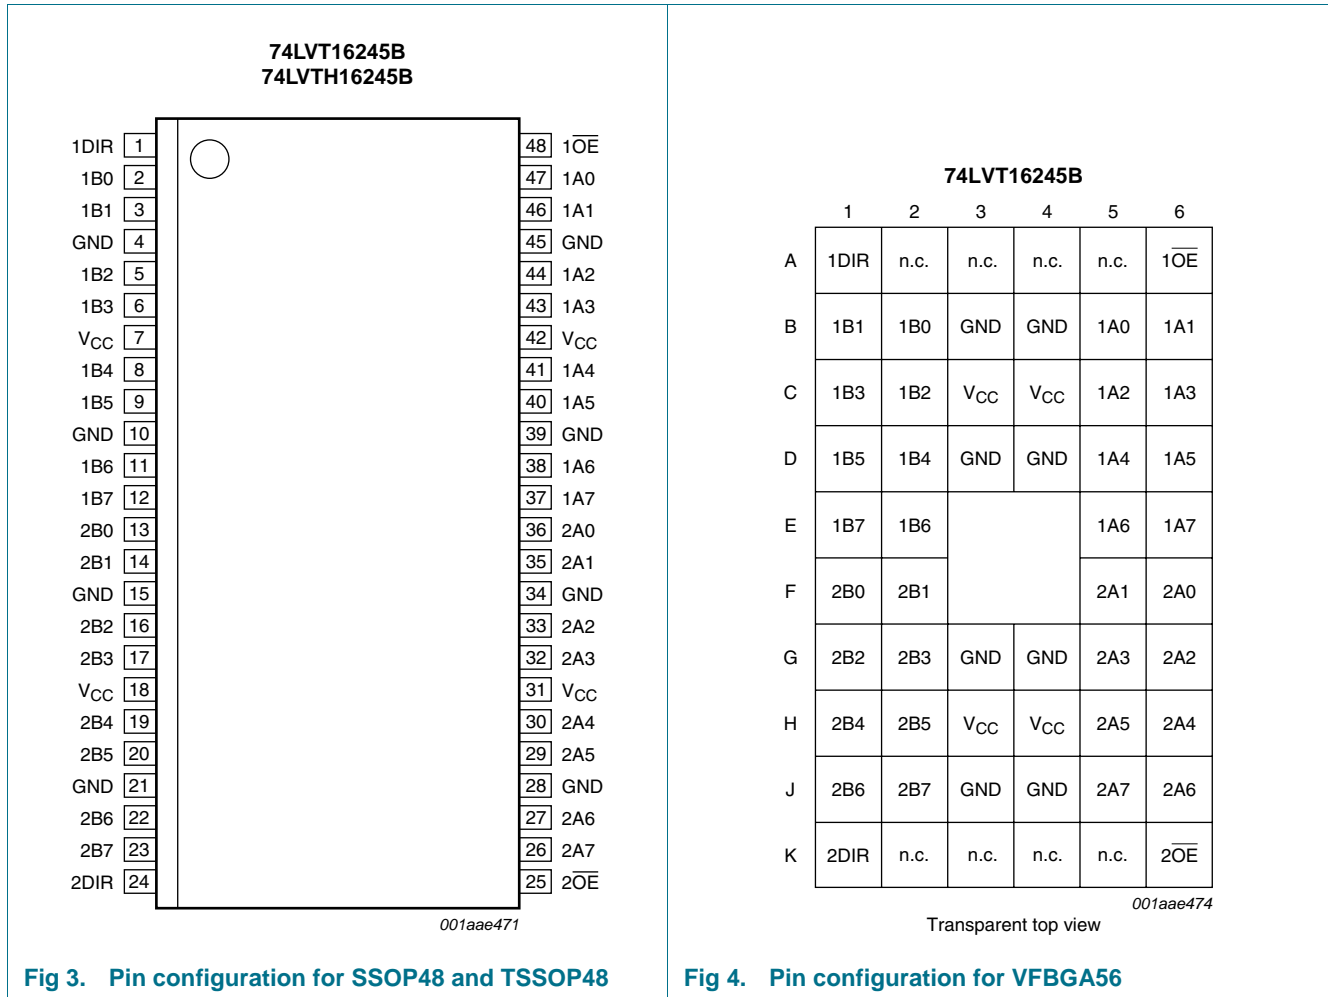 74LVT16245B
74LVTH16245B
1DIR 1 48 1OE
1B0 2 47 1A0
1B1 3 46 1A1
GND 4 45 GND
1B2 5 44 1A2
1B3 6 43 1A3
VCC 7 42 VCC
1B4 8 41 1A4
1B5 9 40 1A5
GND 10 39 GND
1B6 11 38 1A6
1B7 12 37 1A7
2B0 13 36 2A0
2B1 14 35 2A1
GND 15 34 GND
2B2 16 33 2A2
2B3 17 32 2A3
VCC 18 31 VCC
2B4 19 30 2A4
2B5 20 29 2A5
GND 21 28 GND
2B6 22 27 2A6
2B7 23 26 2A7
2DIR 24 25 2OE
001aae471
Fig 3. Pin configuration for SSOP48 and TSSOP48
74LVT16245B
1 2 3 4 5 6
A 1DIR n.c. n.c. n.c. n.c. 1OE
B 1B1 1B0 GND GND 1A0 1A1
C 1B3 1B2 VCC VCC 1A2 1A3
D 1B5 1B4 GND GND 1A4 1A5
E 1B7 1B6 1A6 1A7
F 2B0 2B1 2A1 2A0
G 2B2 2B3 GND GND 2A3 2A2
H 2B4 2B5 VCC VCC 2A5 2A4
J 2B6 2B7 GND GND 2A7 2A6
K 2DIR n.c. n.c. n.c. n.c. 2OE
001aae474
Transparent top view
Fig 4. Pin configuration for VFBGA56